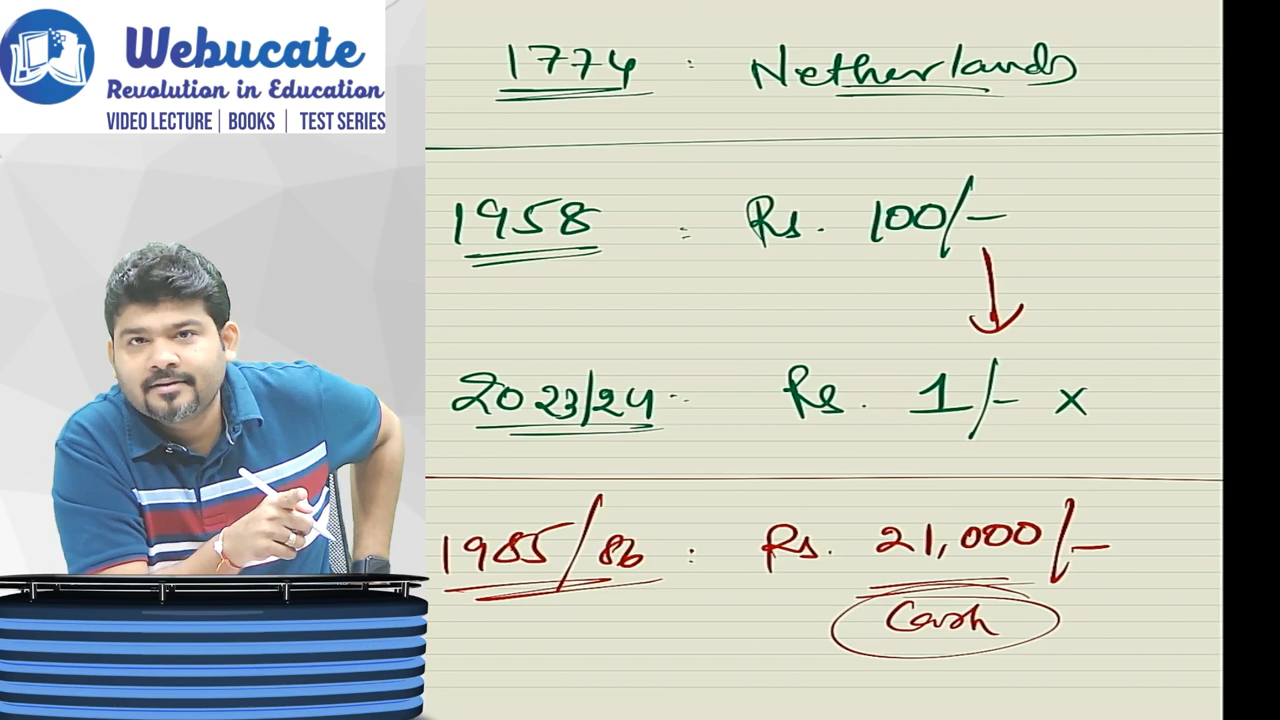 Webucate
Revolution in Education
VIDEO LECTURE | BOOKS | TEST SERIES
1774 : Netherlands
1958 : Rs. 100/-
2023/24 : Rs. 1/- x
1985/86 : Rs. 21,000/-
Cash